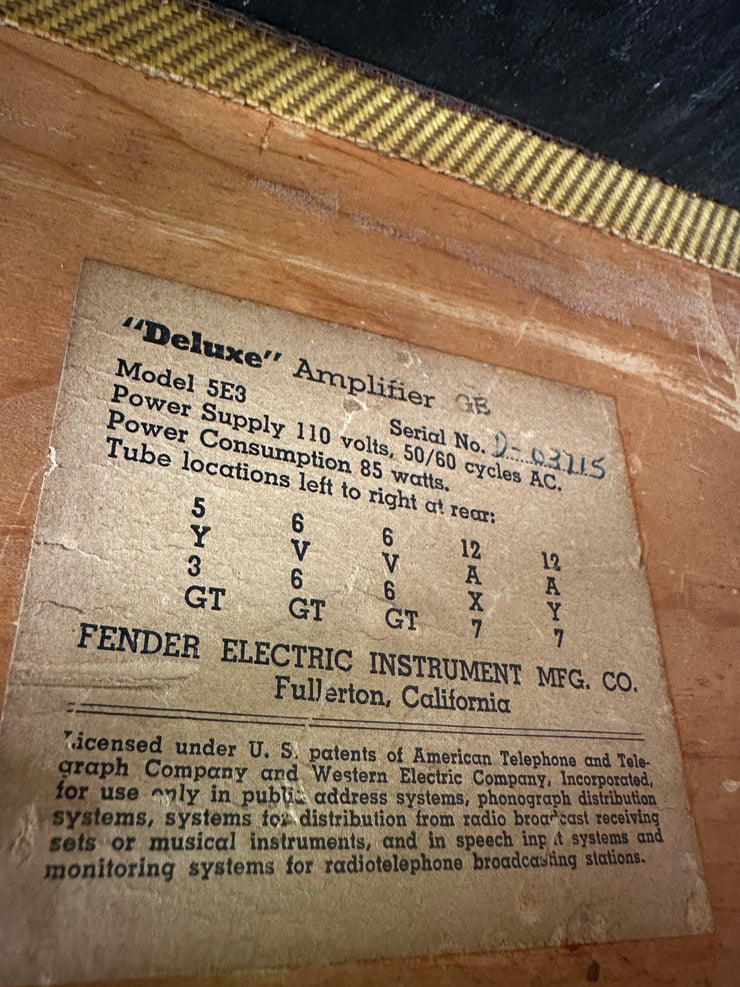 "Deluxe" Amplifier GE
Model 5E3 Serial No. D-03215
Power Supply 110 volts, 50/60 cycles AC.
Power Consumption 85 watts.
Tube locations left to right at rear:
5 6 6 12 12
Y V V A A
3 6 6 X Y
GT GT GT 7 7
FENDER ELECTRIC INSTRUMENT MFG. CO.
Fullerton, California
Licensed under U. S. patents of American Telephone and Tele-
graph Company and Western Electric Company, Incorporated,
for use only in public address systems, phonograph distribution
systems, systems for distribution from radio broadcast receiving
sets or musical instruments, and in speech input systems and
monitoring systems for radiotelephone broadcasting stations.